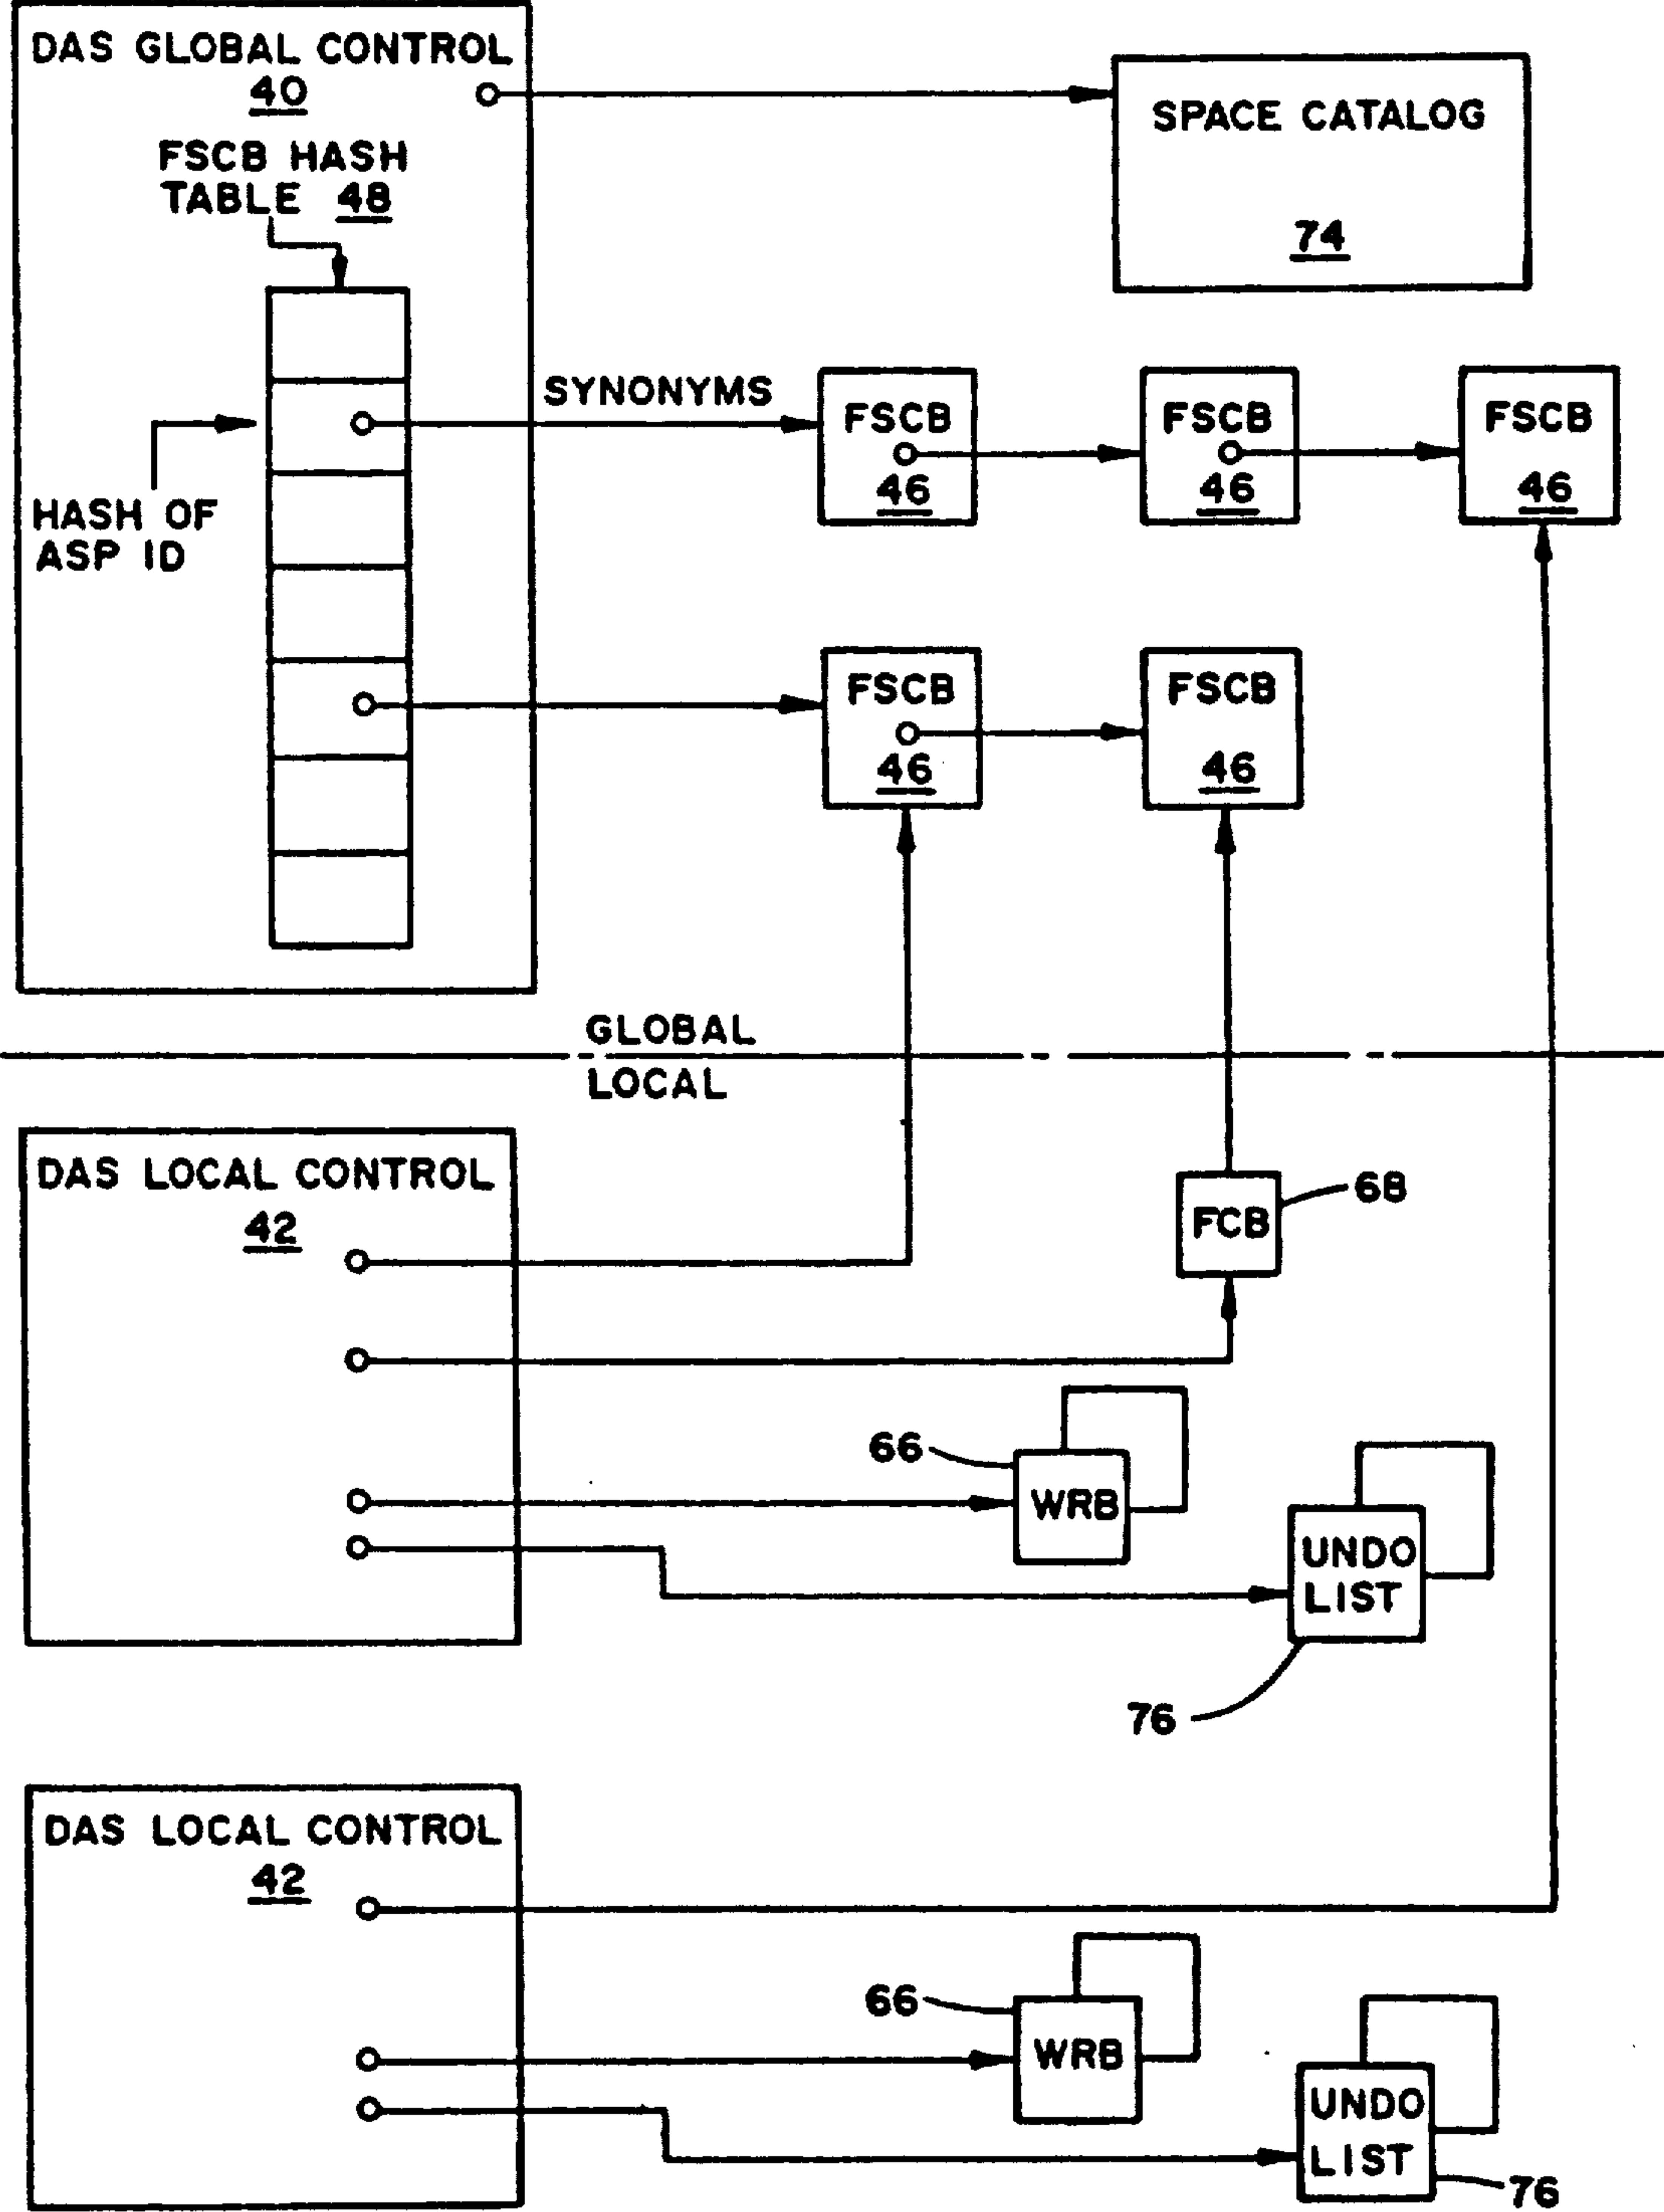 DAS GLOBAL CONTROL
40
FSCB HASH
TABLE 48
HASH OF
ASP ID
SPACE CATALOG
74
SYNONYMS
FSCB
46
FSCB
46
FSCB
46
FSCB
46
FSCB
46
GLOBAL
LOCAL
DAS LOCAL CONTROL
42
FCB
68
66
WRB
UNDO
LIST
76
DAS LOCAL CONTROL
42
66
WRB
UNDO
LIST
76